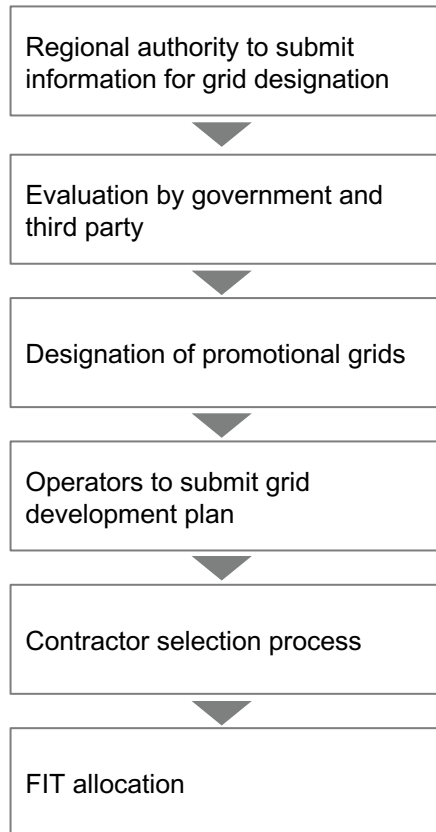 Regional authority to submit
information for grid designation
Evaluation by government and
third party
Designation of promotional grids
Operators to submit grid
development plan
Contractor selection process
FIT allocation